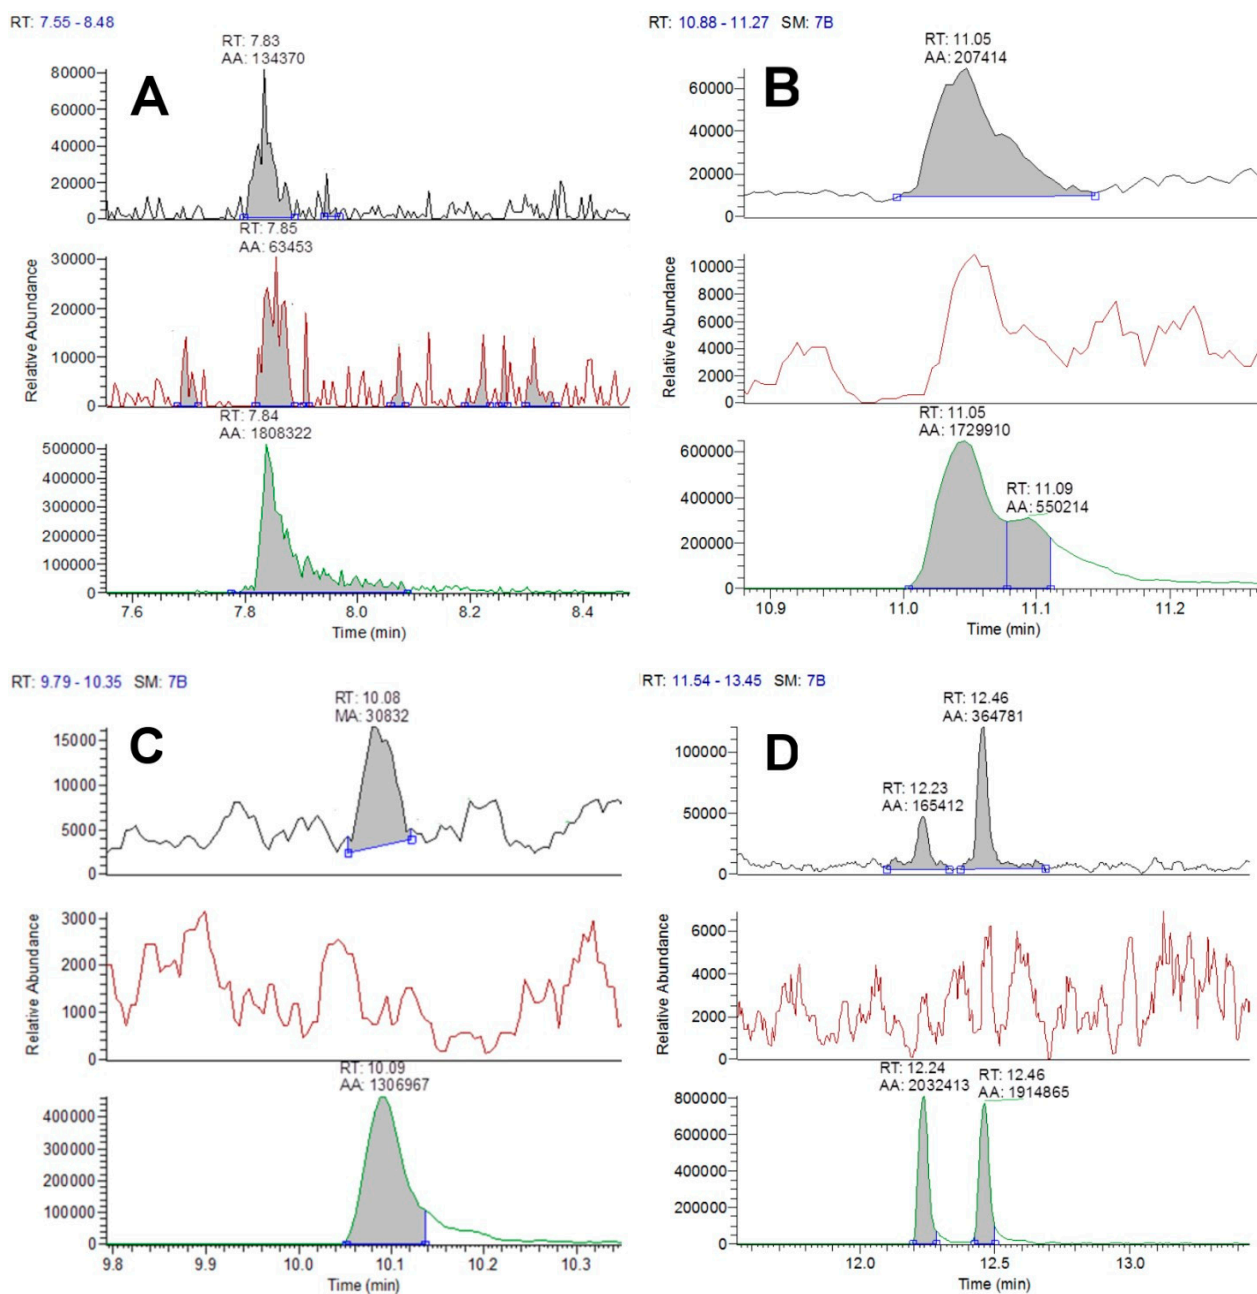 RT: 7.55 - 8.48
A
RT: 7.83
AA: 134370
80000
60000
40000
20000
0
RT: 7.85
AA: 63453
30000
20000
10000
0
Relative Abundance
RT: 7.84
AA: 1808322
500000
400000
300000
200000
100000
0
7.6 7.8 8.0 8.2 8.4
Time (min)
RT: 10.88 - 11.27 SM: 7B
B
RT: 11.05
AA: 207414
60000
40000
20000
0
10000
8000
6000
4000
2000
0
Relative Abundance
RT: 11.05
AA: 1729910
RT: 11.09
AA: 550214
600000
400000
200000
0
10.9 11.0 11.1 11.2
Time (min)
RT: 9.79 - 10.35 SM: 7B
C
RT: 10.08
MA: 30832
15000
10000
5000
0
3000
2000
1000
0
Relative Abundance
RT: 10.09
AA: 1306967
400000
300000
200000
100000
0
9.8 9.9 10.0 10.1 10.2 10.3
Time (min)
RT: 11.54 - 13.45 SM: 7B
D
RT: 12.46
AA: 364781
RT: 12.23
AA: 165412
100000
50000
0
6000
4000
2000
0
Relative Abundance
RT: 12.24
AA: 2032413
RT: 12.46
AA: 1914865
800000
600000
400000
200000
0
12.0 12.5 13.0
Time (min)